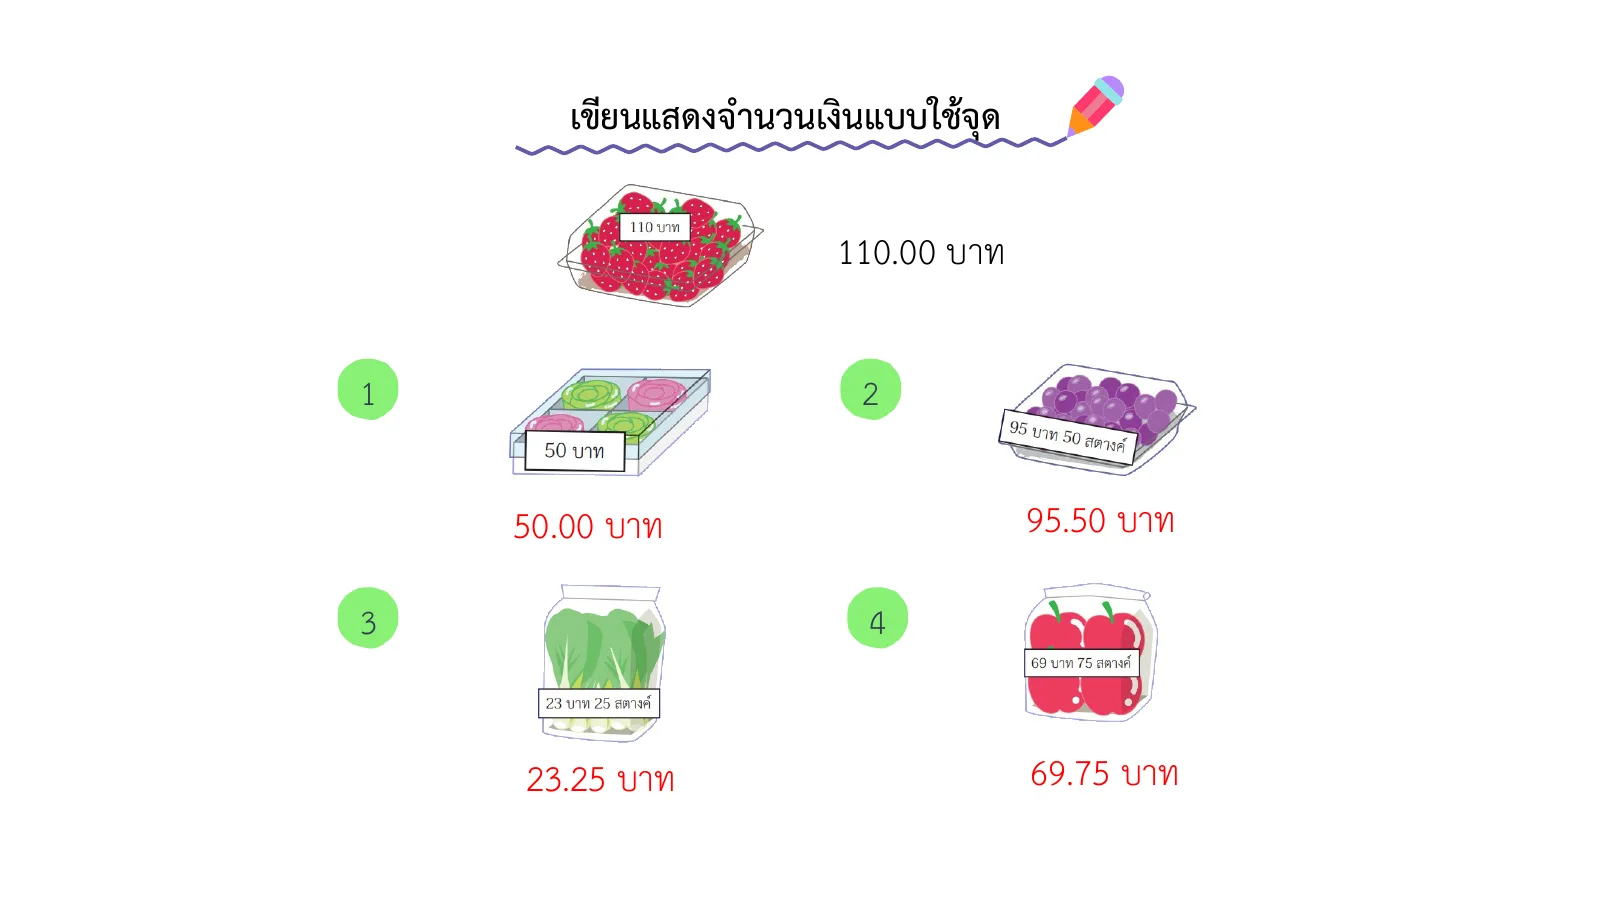 เขียนแสดงจำนวนเงินแบบใช้จุด
110 บาท
110.00 บาท
1
50 บาท
50.00 บาท
2
95 บาท 50 สตางค์
95.50 บาท
3
23 บาท 25 สตางค์
23.25 บาท
4
69 บาท 75 สตางค์
69.75 บาท